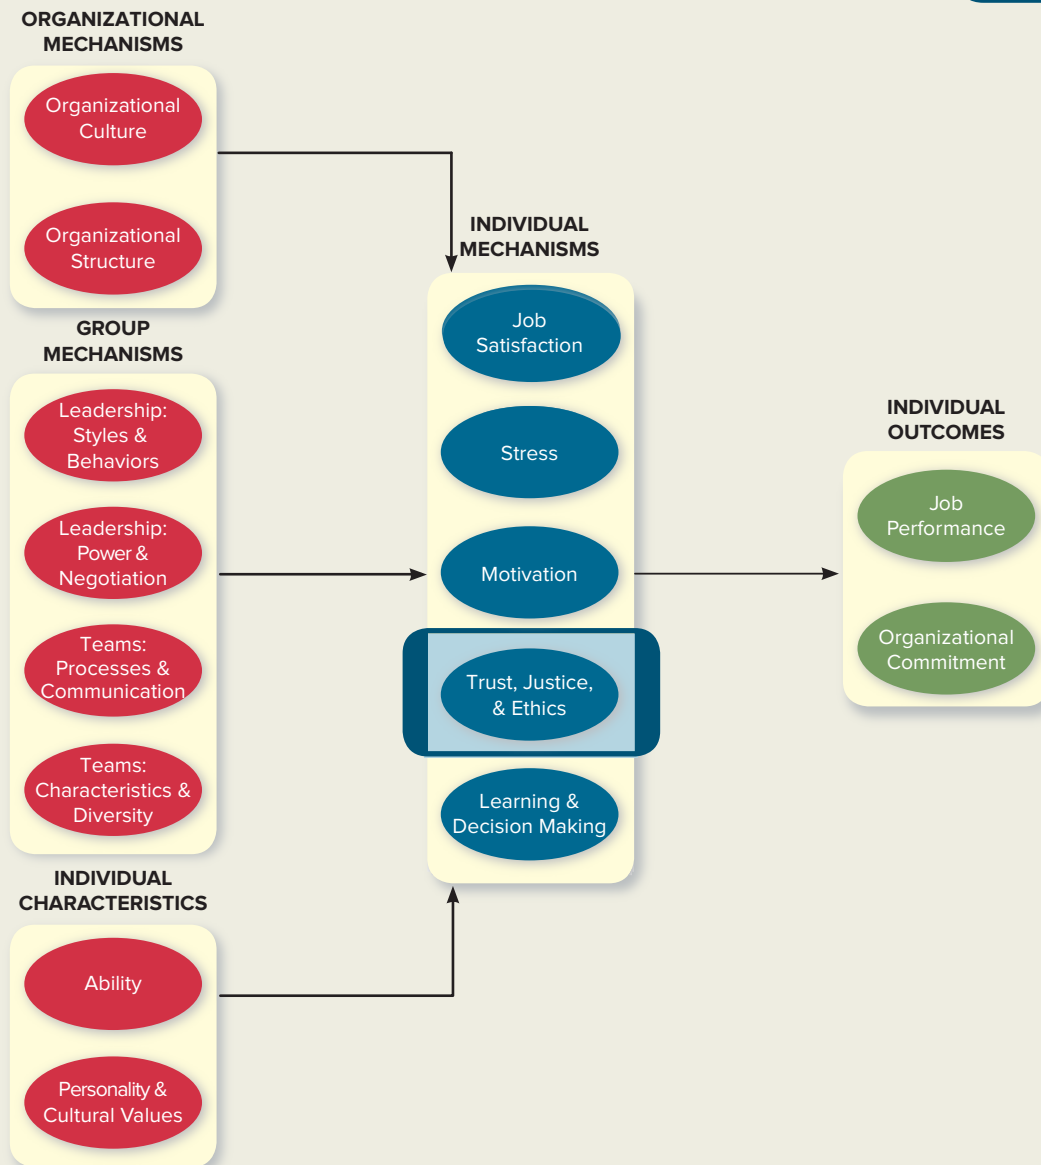 ORGANIZATIONAL
MECHANISMS
Organizational
Culture
Organizational
Structure
GROUP
MECHANISMS
Leadership:
Styles &
Behaviors
Leadership:
Power &
Negotiation
Teams:
Processes &
Communication
Teams:
Characteristics &
Diversity
INDIVIDUAL
CHARACTERISTICS
Ability
Personality &
Cultural Values
INDIVIDUAL
MECHANISMS
Job
Satisfaction
Stress
Motivation
Trust, Justice,
& Ethics
Learning &
Decision Making
INDIVIDUAL
OUTCOMES
Job
Performance
Organizational
Commitment